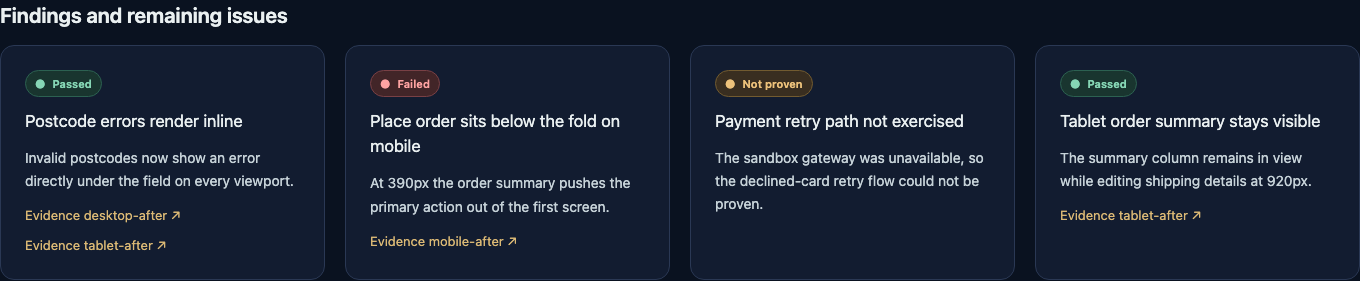 Findings and remaining issues
Passed
Postcode errors render inline
Invalid postcodes now show an error
directly under the field on every viewport.
Evidence desktop-after ↗
Evidence tablet-after ↗
Failed
Place order sits below the fold on
mobile
At 390px the order summary pushes the
primary action out of the first screen.
Evidence mobile-after ↗
Not proven
Payment retry path not exercised
The sandbox gateway was unavailable, so
the declined-card retry flow could not be
proven.
Passed
Tablet order summary stays visible
The summary column remains in view
while editing shipping details at 920px.
Evidence tablet-after ↗